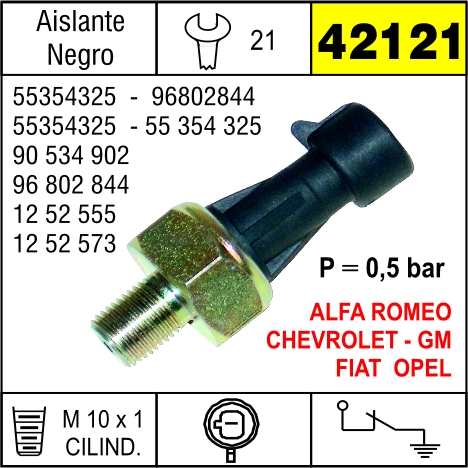 Aislante
Negro
21
42121
55354325 - 96802844
55354325 - 55 354 325
90 534 902
96 802 844
12 52 555
12 52 573
P = 0,5 bar
ALFA ROMEO
CHEVROLET - GM
FIAT OPEL
M 10 x 1
CILIND.